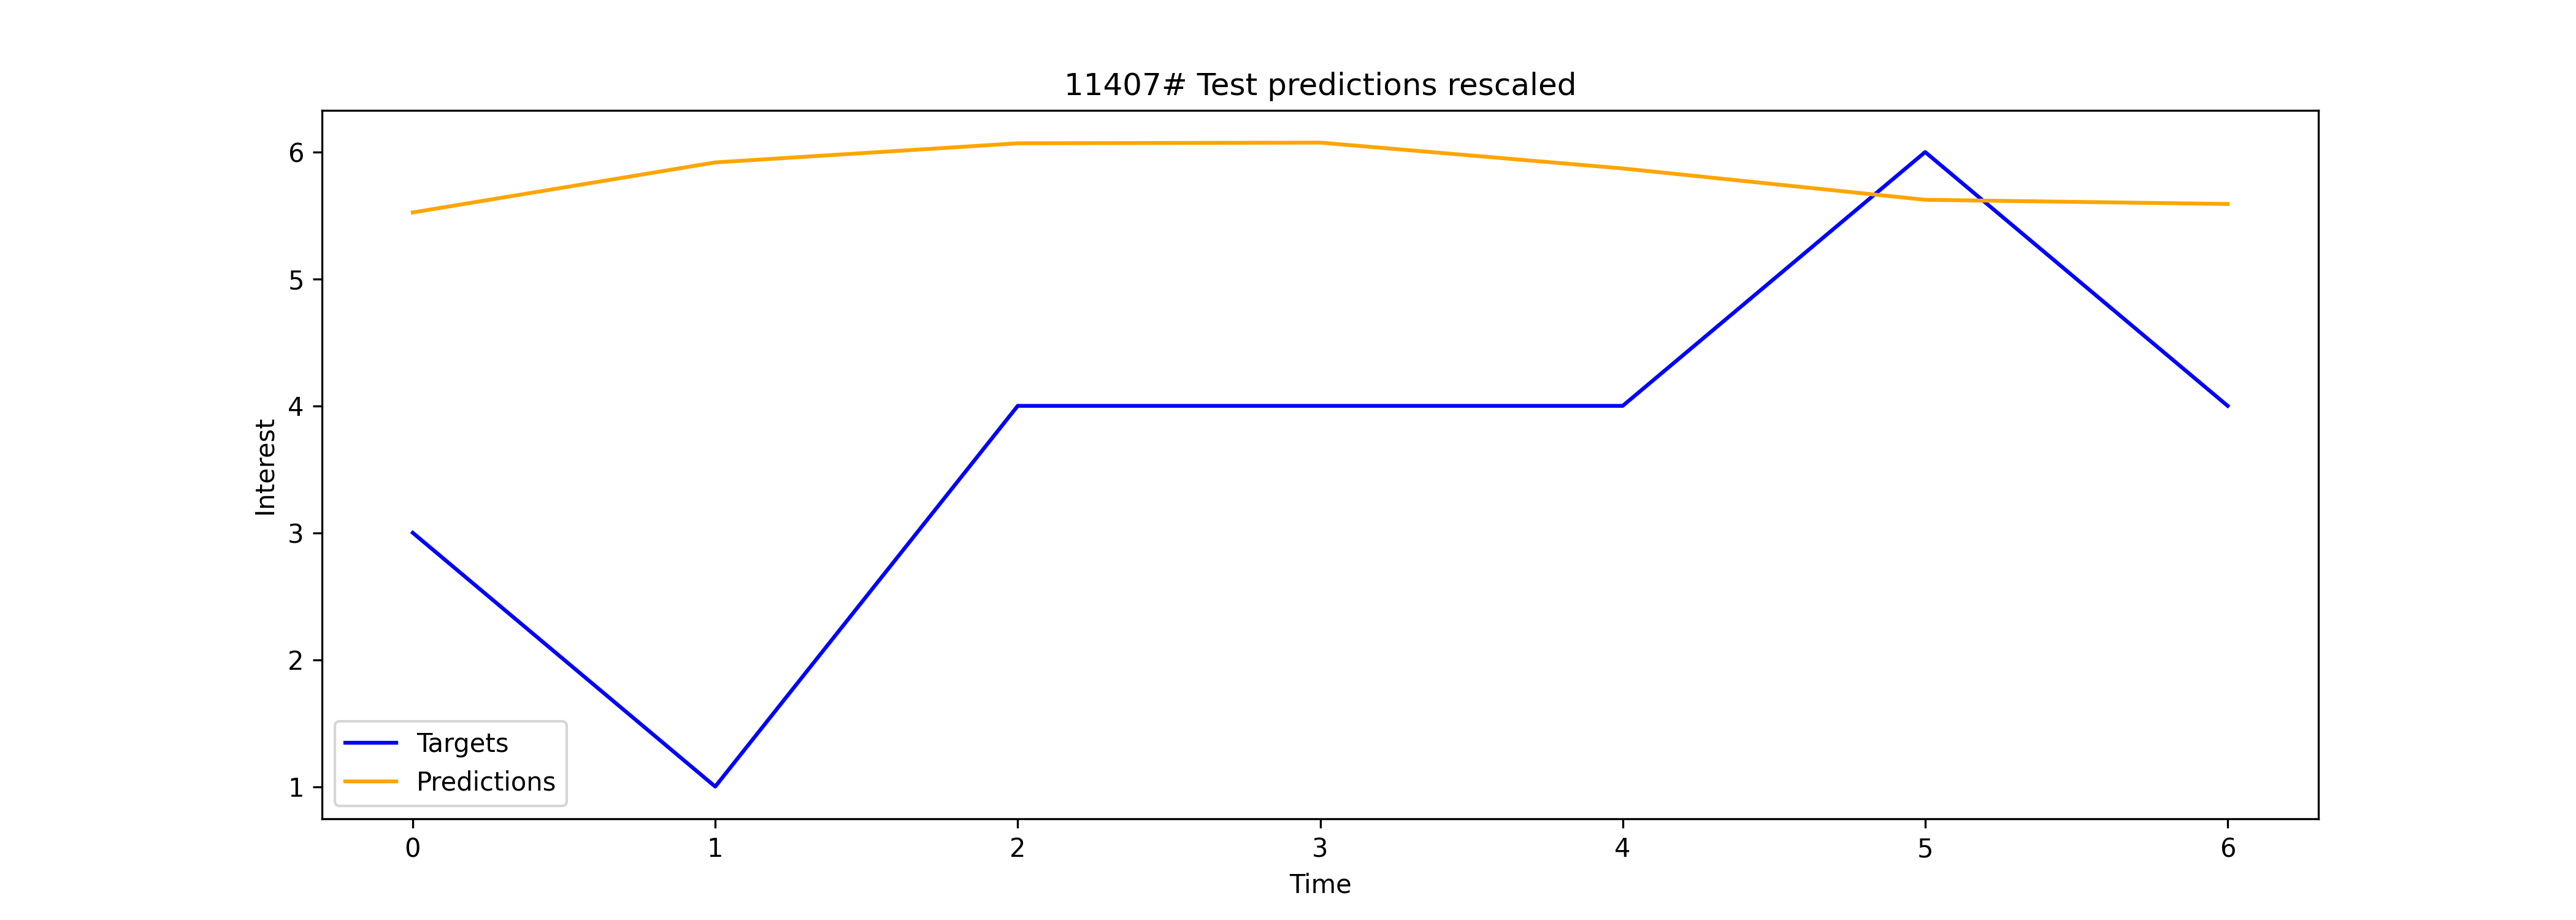 11407# Test predictions rescaled
6
5
4
3
2
1
Interest
Targets
Predictions
0 1 2 3 4 5 6
Time